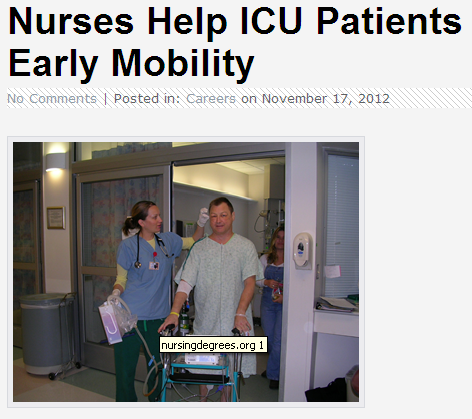 Nurses Help ICU Patients
Early Mobility
No Comments | Posted in: Careers on November 17, 2012
nursingdegrees.org 1